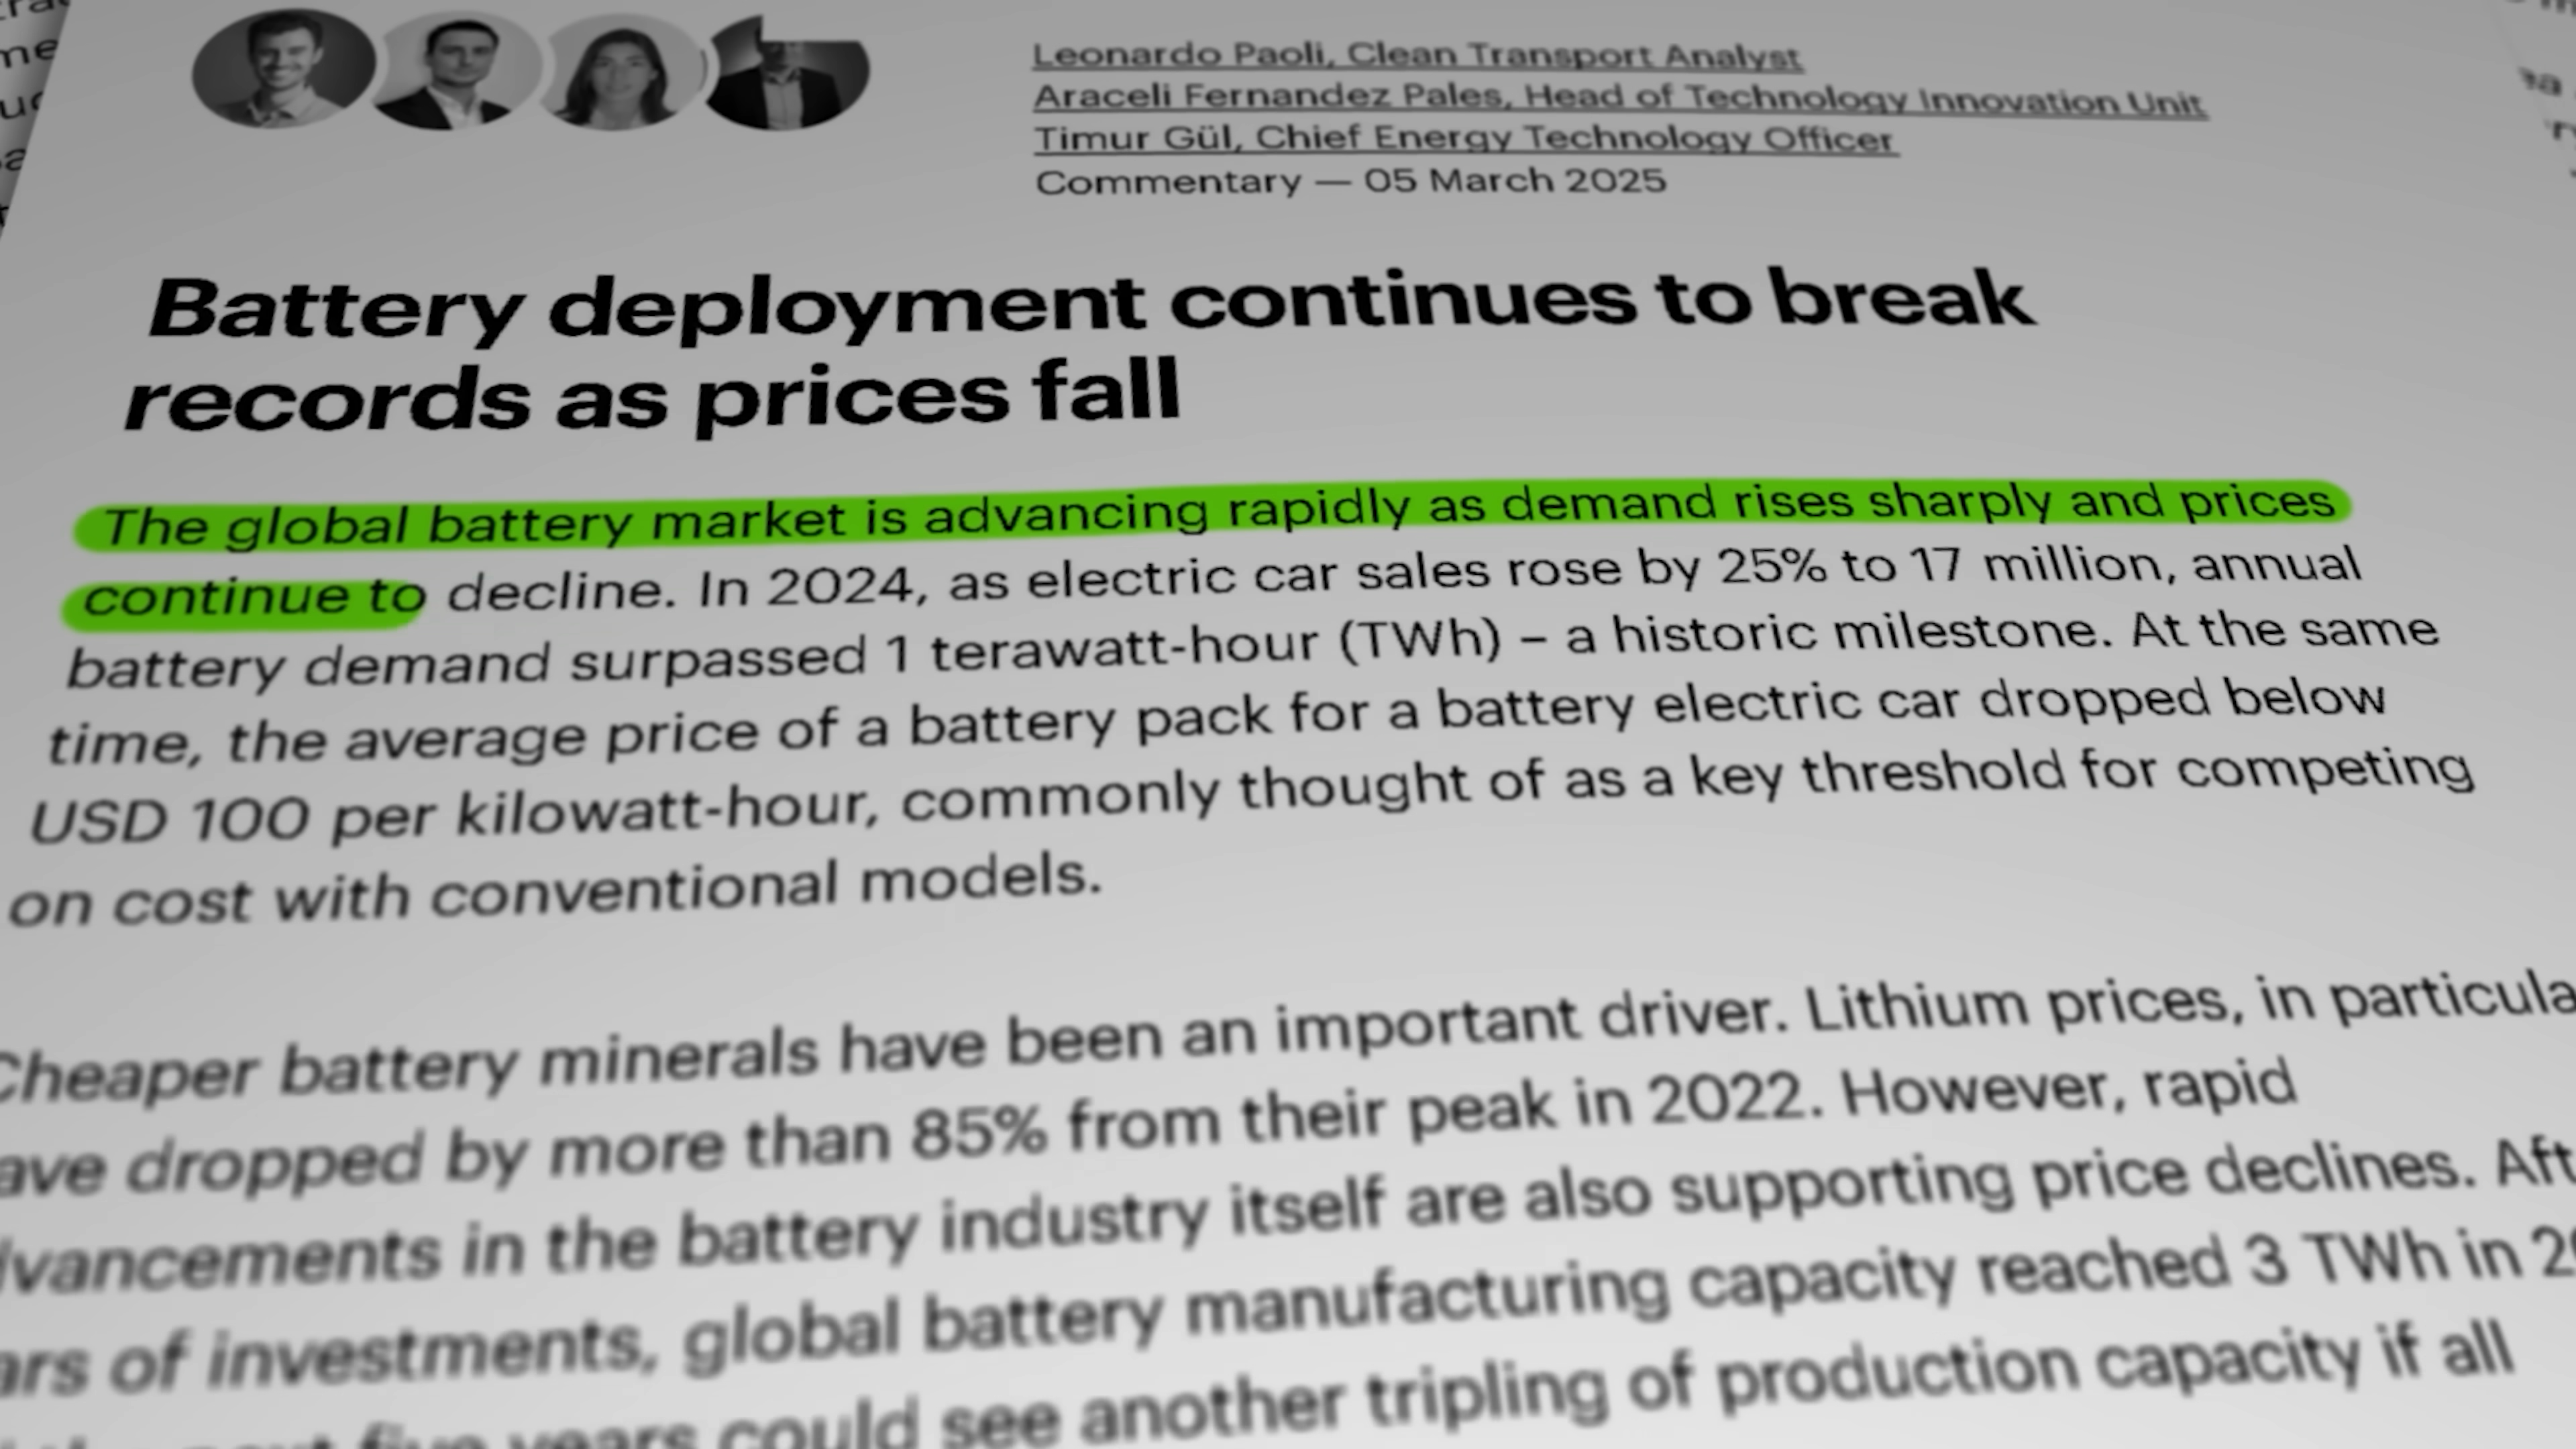 Leonardo Paoli, Clean Transport Analyst
Araceli Fernandez Pales, Head of Technology Innovation Unit
Timur Gül, Chief Energy Technology Officer
Commentary — 05 March 2025
Battery deployment continues to break
records as prices fall
The global battery market is advancing rapidly as demand rises sharply and prices
continue to decline. In 2024, as electric car sales rose by 25% to 17 million, annual
battery demand surpassed 1 terawatt-hour (TWh) – a historic milestone. At the same
time, the average price of a battery pack for a battery electric car dropped below
USD 100 per kilowatt-hour, commonly thought of as a key threshold for competing
on cost with conventional models.
Cheaper battery minerals have been an important driver. Lithium prices, in particula
ave dropped by more than 85% from their peak in 2022. However, rapid
dvancements in the battery industry itself are also supporting price declines. Aft
ars of investments, global battery manufacturing capacity reached 3 TWh in 20
next five years could see another tripling of production capacity if all